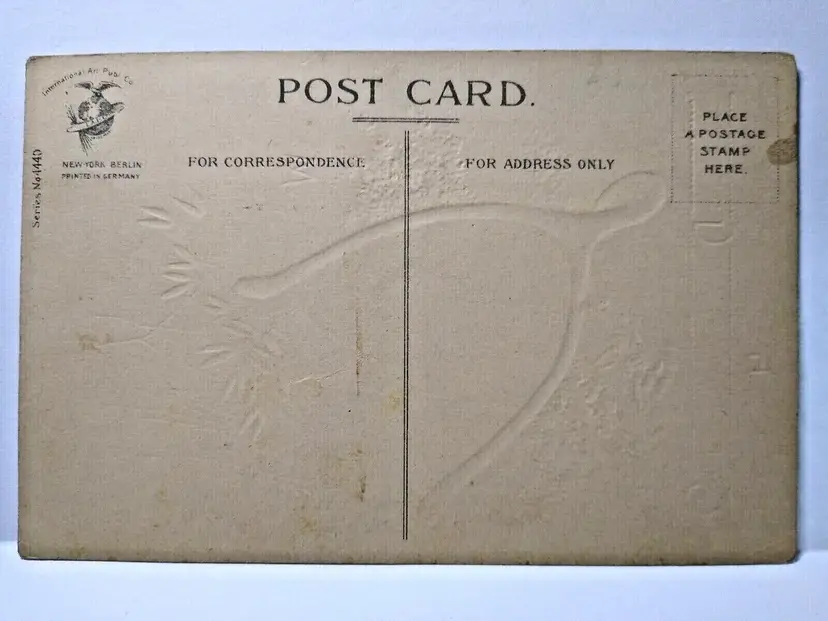 International Art Publ. Co.
NEW-YORK BERLIN
PRINTED IN GERMANY
Series No 4440
POST CARD.
FOR CORRESPONDENCE
FOR ADDRESS ONLY
PLACE
A POSTAGE
STAMP
HERE.